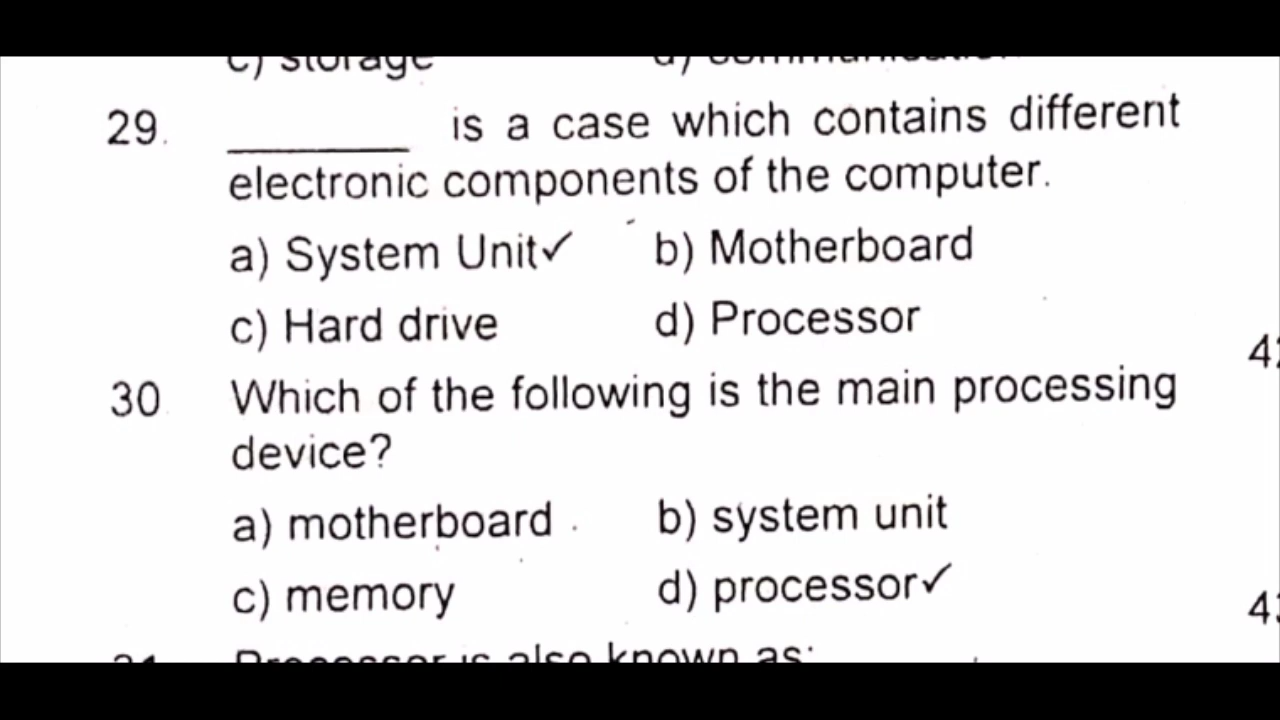 c) storage d) communication
29. ________ is a case which contains different
electronic components of the computer.
a) System Unit✓ b) Motherboard
c) Hard drive d) Processor
30 Which of the following is the main processing
device?
a) motherboard b) system unit
c) memory d) processor✓
31 Processor is also known as: